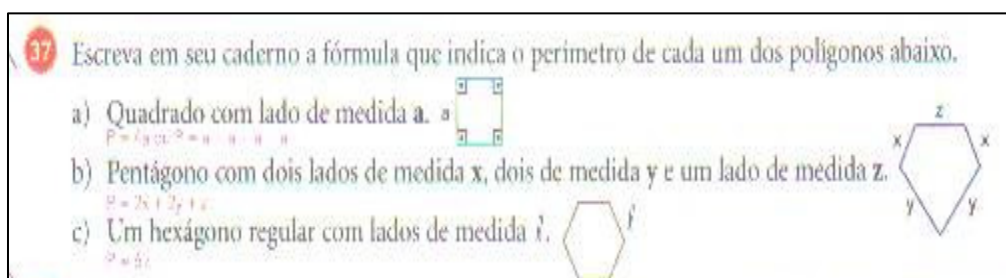 37 Escreva em seu caderno a fórmula que indica o perímetro de cada um dos polígonos abaixo.
a) Quadrado com lado de medida a. a
z
x x
b) Pentágono com dois lados de medida x, dois de medida y e um lado de medida z.
P = 2x + 2y + z
y y
c) Um hexágono regular com lados de medida ℓ. ℓ